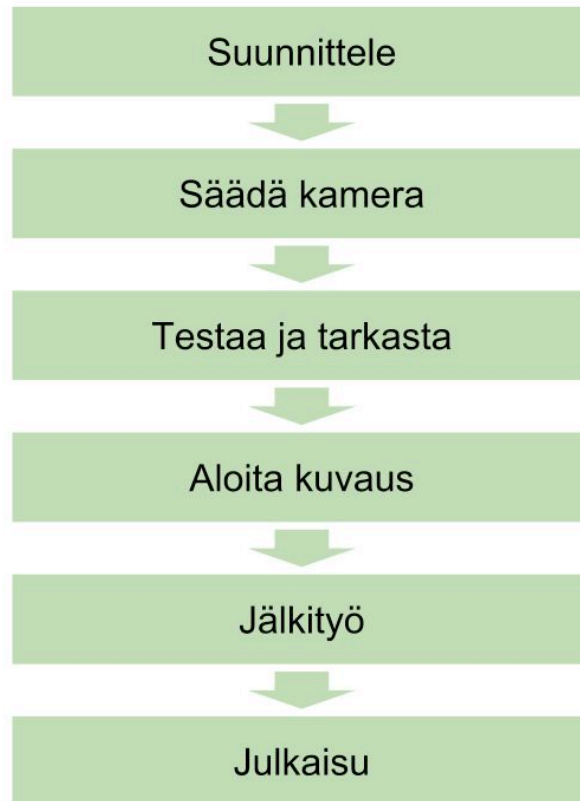 Suunnittele
Säädä kamera
Testaa ja tarkasta
Aloita kuvaus
Jälkityö
Julkaisu